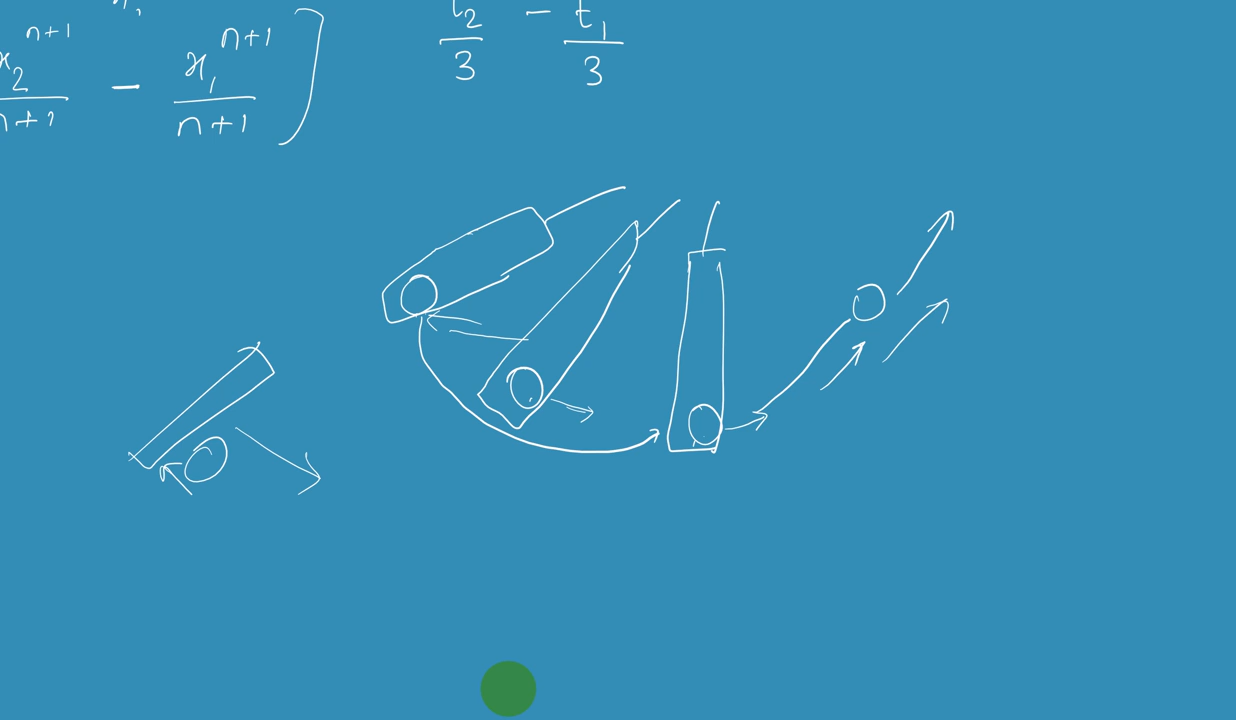 x₂^{n+1}/n+1 - x₁^{n+1}/n+1]
t₂/3 - t₁/3